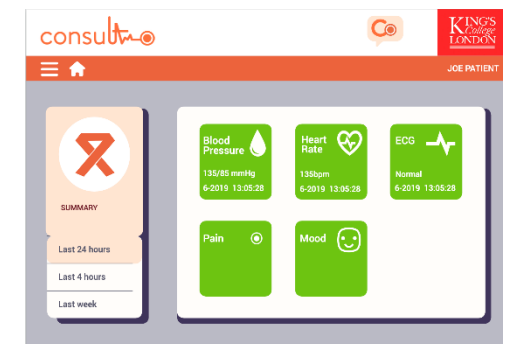 consult
Co
KING'S
College
LONDON
JOE PATIENT
SUMMARY
Last 24 hours
Last 4 hours
Last week
Blood
Pressure
135/85 mmHg
6-2019 13:05:28
Heart
Rate
135bpm
6-2019 13:05:28
ECG
Normal
6-2019 13:05:28
Pain
Mood